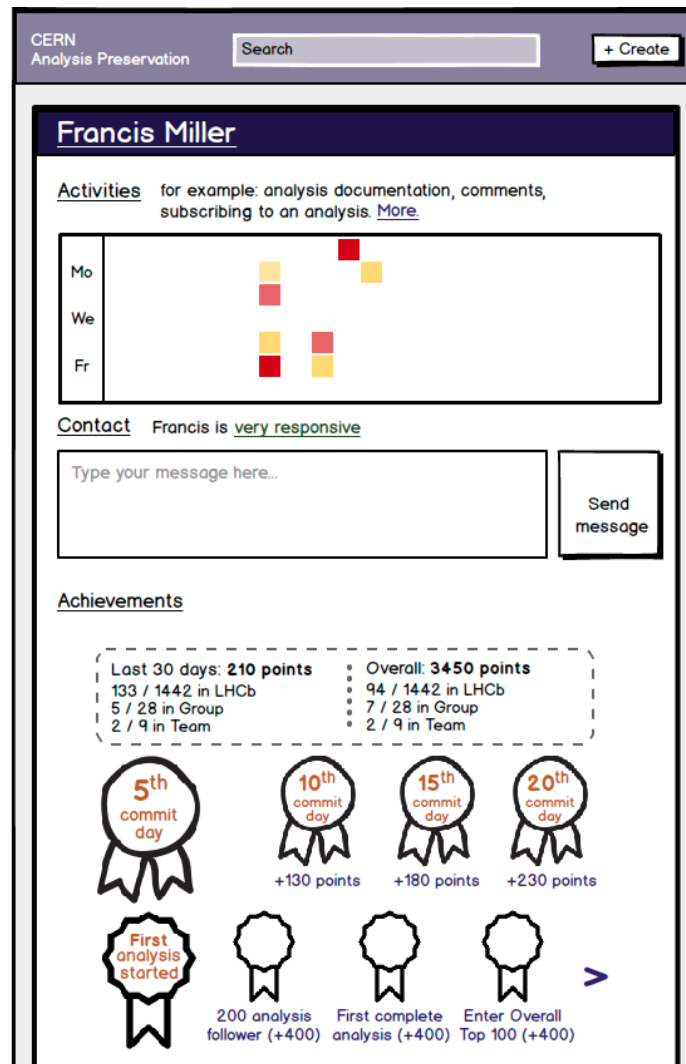 CERN
Analysis Preservation
Search
+ Create
Francis Miller
Activities for example: analysis documentation, comments,
subscribing to an analysis. More.
Mo
We
Fr
Contact Francis is very responsive
Type your message here...
Send
message
Achievements
Last 30 days: 210 points
133 / 1442 in LHCb
5 / 28 in Group
2 / 9 in Team
Overall: 3450 points
94 / 1442 in LHCb
7 / 28 in Group
2 / 9 in Team
5th
commit
day
10th
commit
day
+130 points
15th
commit
day
+180 points
20th
commit
day
+230 points
First
analysis
started
200 analysis
follower (+400)
First complete
analysis (+400)
Enter Overall
Top 100 (+400)
>